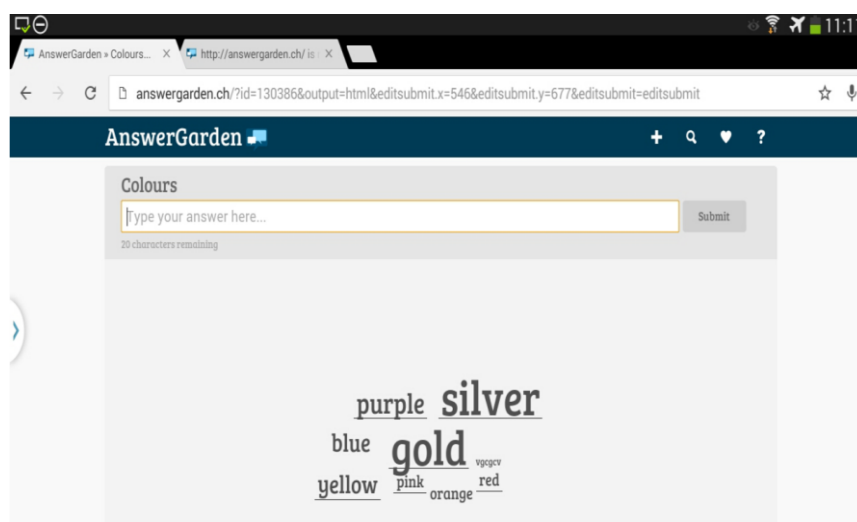 11:1
AnswerGarden » Colours...
http://answergarden.ch/ is
answergarden.ch/?id=130386&output=html&editsubmit.x=546&editsubmit.y=677&editsubmit=editsubmit
AnswerGarden
Colours
Type your answer here...
Submit
20 characters remaining
purple silver
blue gold vgcgcv
yellow pink orange red